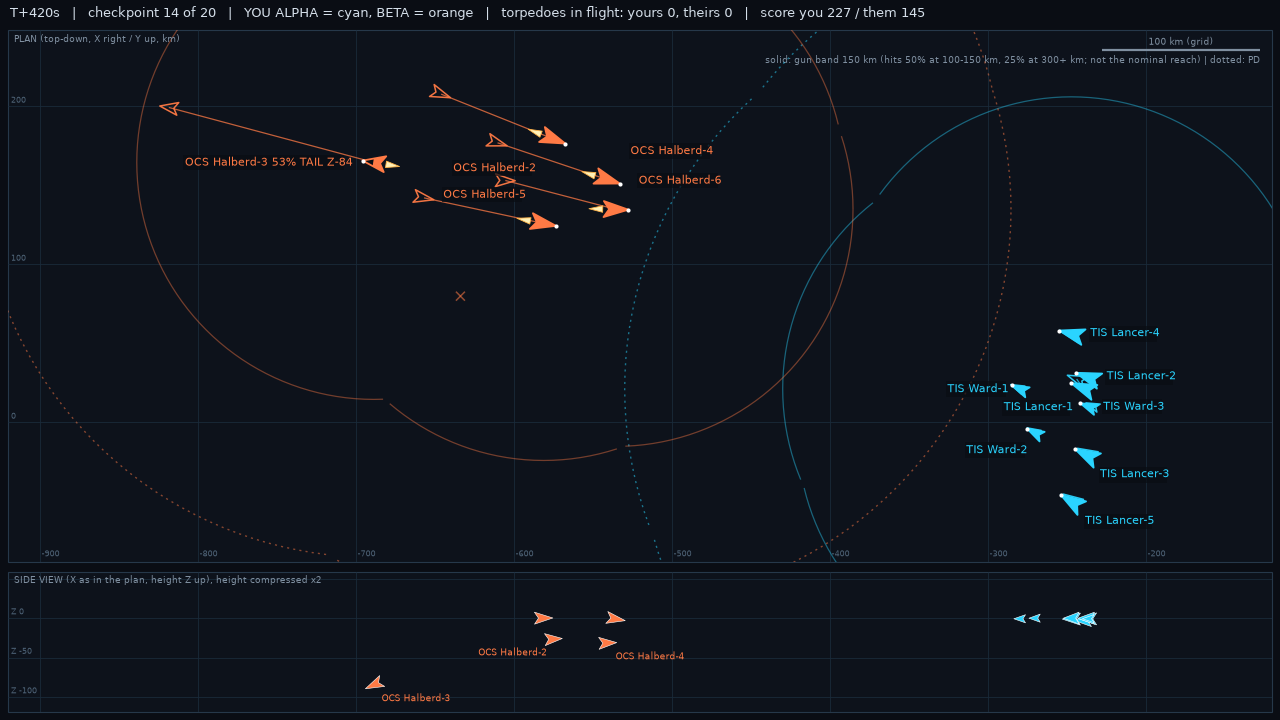 T+420s | checkpoint 14 of 20 | YOU ALPHA = cyan, BETA = orange | torpedoes in flight: yours 0, theirs 0 | score you 227 / them 145
PLAN (top-down, X right / Y up, km)
100 km (grid)
solid: gun band 150 km (hits 50% at 100-150 km, 25% at 300+ km; not the nominal reach) | dotted: PD
200
100
0
OCS Halberd-4
OCS Halberd-3 53% TAIL Z-84
OCS Halberd-2
OCS Halberd-6
OCS Halberd-5
TIS Lancer-4
TIS Lancer-2
TIS Ward-1
TIS Lancer-1
TIS Ward-3
TIS Ward-2
TIS Lancer-3
TIS Lancer-5
-900
-800
-700
-600
-500
-400
-300
-200
SIDE VIEW (X as in the plan, height Z up), height compressed x2
Z 0
Z -50
Z -100
OCS Halberd-2
OCS Halberd-4
OCS Halberd-3